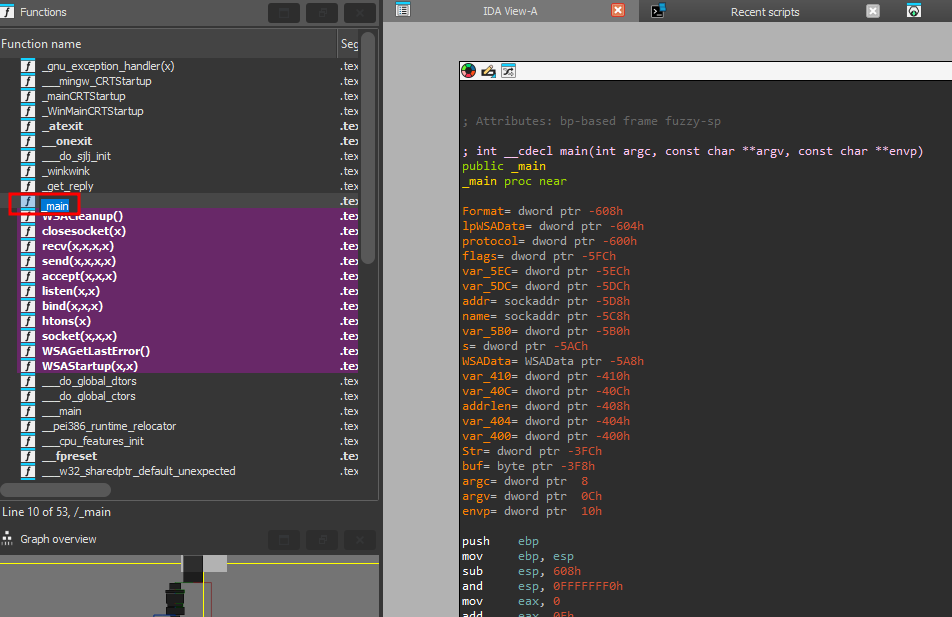 Functions
Function name
Seg
f _gnu_exception_handler(x) .tex
f ___mingw_CRTStartup .tex
f _mainCRTStartup .tex
f _WinMainCRTStartup .tex
f _atexit .tex
f __onexit .tex
f ___do_sjlj_init .tex
f _winkwink .tex
f _get_reply .tex
f _main .tex
f WSACleanup() .tex
f closesocket(x) .tex
f recv(x,x,x,x) .tex
f send(x,x,x,x) .tex
f accept(x,x,x) .tex
f listen(x,x) .tex
f bind(x,x,x) .tex
f htons(x) .tex
f socket(x,x,x) .tex
f WSAGetLastError() .tex
f WSAStartup(x,x) .tex
f ___do_global_dtors .tex
f ___do_global_ctors .tex
f ___main .tex
f __pei386_runtime_relocator .tex
f ___cpu_features_init .tex
f __fpreset .tex
f ___w32_sharedptr_default_unexpected .tex
Line 10 of 53, /_main
Graph overview
IDA View-A
Recent scripts
; Attributes: bp-based frame fuzzy-sp
; int __cdecl main(int argc, const char **argv, const char **envp)
public _main
_main proc near
Format= dword ptr -608h
lpWSAData= dword ptr -604h
protocol= dword ptr -600h
flags= dword ptr -5FCh
var_5EC= dword ptr -5ECh
var_5DC= dword ptr -5DCh
addr= sockaddr ptr -5D8h
name= sockaddr ptr -5C8h
var_5B0= dword ptr -5B0h
s= dword ptr -5ACh
WSAData= WSAData ptr -5A8h
var_410= dword ptr -410h
var_40C= dword ptr -40Ch
addrlen= dword ptr -408h
var_404= dword ptr -404h
var_400= dword ptr -400h
Str= dword ptr -3FCh
buf= byte ptr -3F8h
argc= dword ptr 8
argv= dword ptr 0Ch
envp= dword ptr 10h
push ebp
mov ebp, esp
sub esp, 608h
and esp, 0FFFFFFF0h
mov eax, 0
add eax, 0Fh